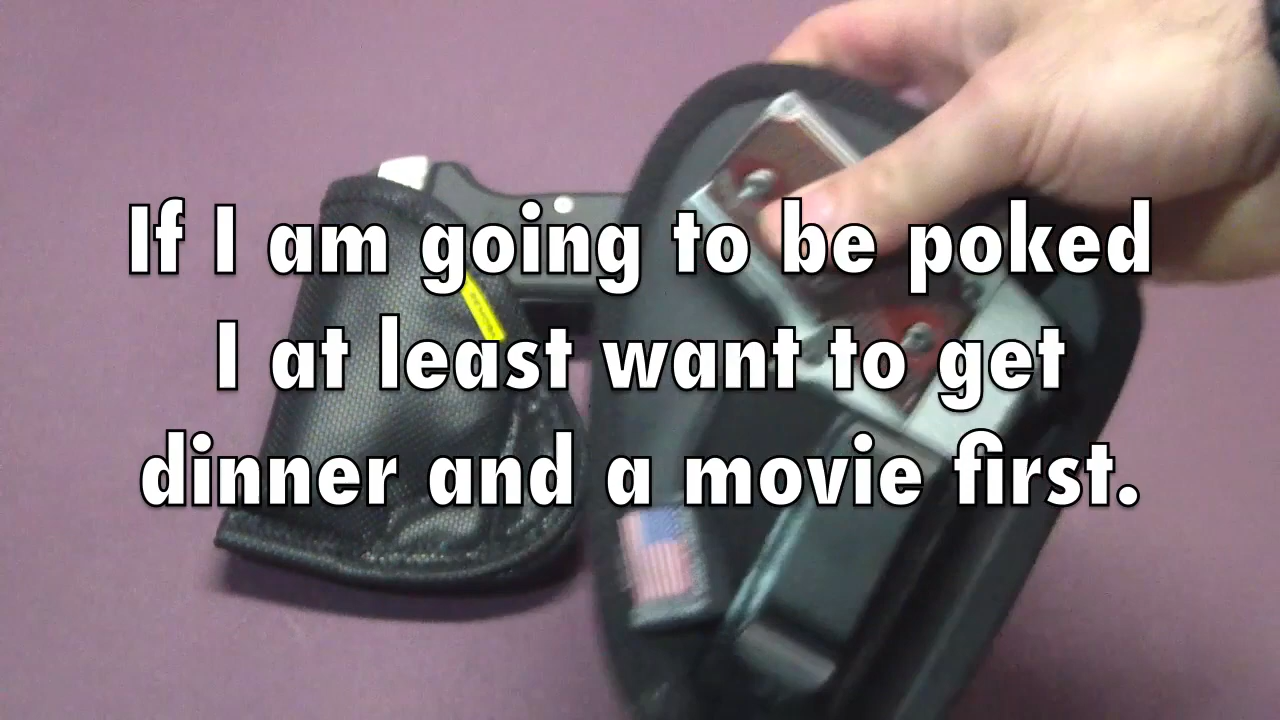 If I am going to be poked
I at least want to get
dinner and a movie first.